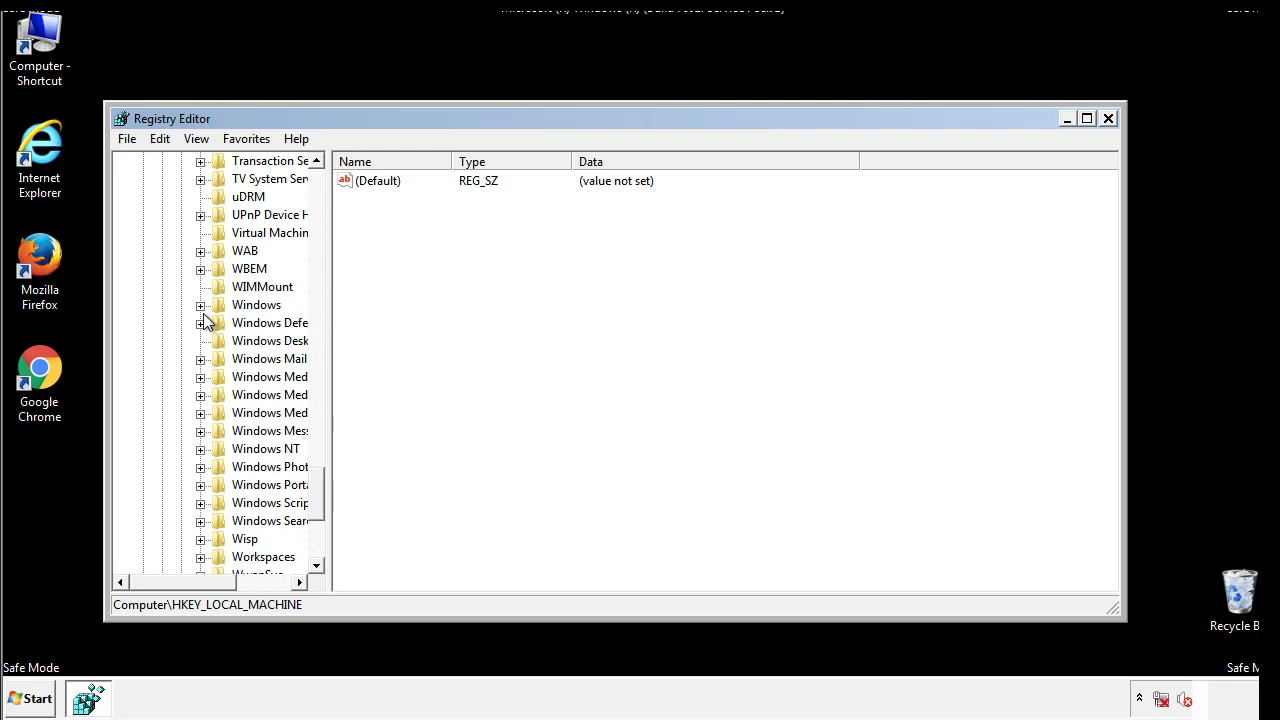 Computer -
Shortcut
Internet
Explorer
Mozilla
Firefox
Google
Chrome
Registry Editor
File Edit View Favorites Help
Transaction Se
TV System Serv
uDRM
UPnP Device H
Virtual Machin
WAB
WBEM
WIMMount
Windows
Windows Defe
Windows Desk
Windows Mail
Windows Med
Windows Med
Windows Med
Windows Mess
Windows NT
Windows Phot
Windows Porta
Windows Scrip
Windows Sear
Wisp
Workspaces
Name Type Data
ab (Default) REG_SZ (value not set)
Computer\HKEY_LOCAL_MACHINE
Recycle B
Safe Mode
Safe M
Start